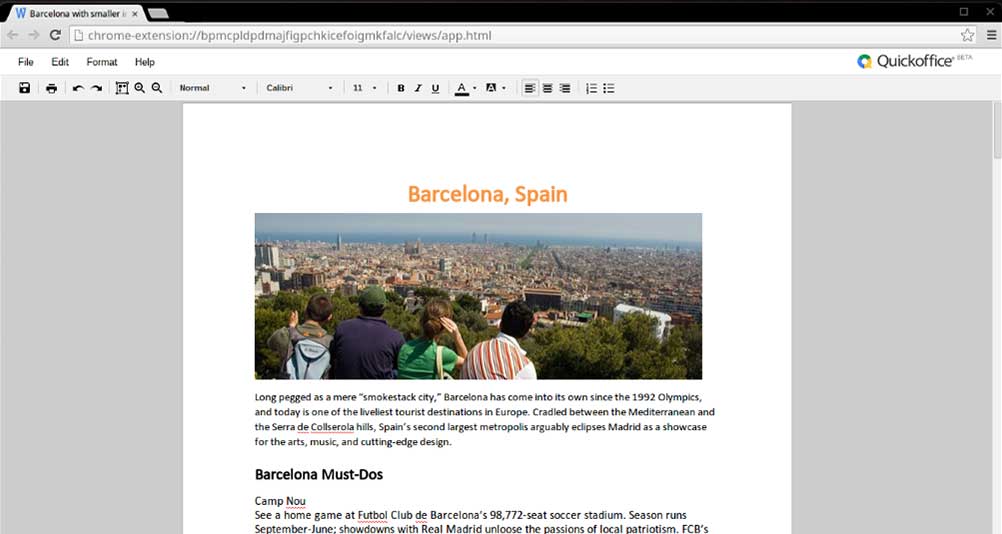 Barcelona with smaller i
chrome-extension://bpmcpldpdmajfigpchkicefoigmkfalc/views/app.html
File Edit Format Help
Quickoffice BETA
Normal Calibri 11 B I U A A
Barcelona, Spain
Long pegged as a mere “smokestack city,” Barcelona has come into its own since the 1992 Olympics,
and today is one of the liveliest tourist destinations in Europe. Cradled between the Mediterranean and
the Serra de Collserola hills, Spain’s second largest metropolis arguably eclipses Madrid as a showcase
for the arts, music, and cutting-edge design.
Barcelona Must-Dos
Camp Nou
See a home game at Futbol Club de Barcelona’s 98,772-seat soccer stadium. Season runs
September-June; showdowns with Real Madrid unloose the passions of local patriotism. FCB’s